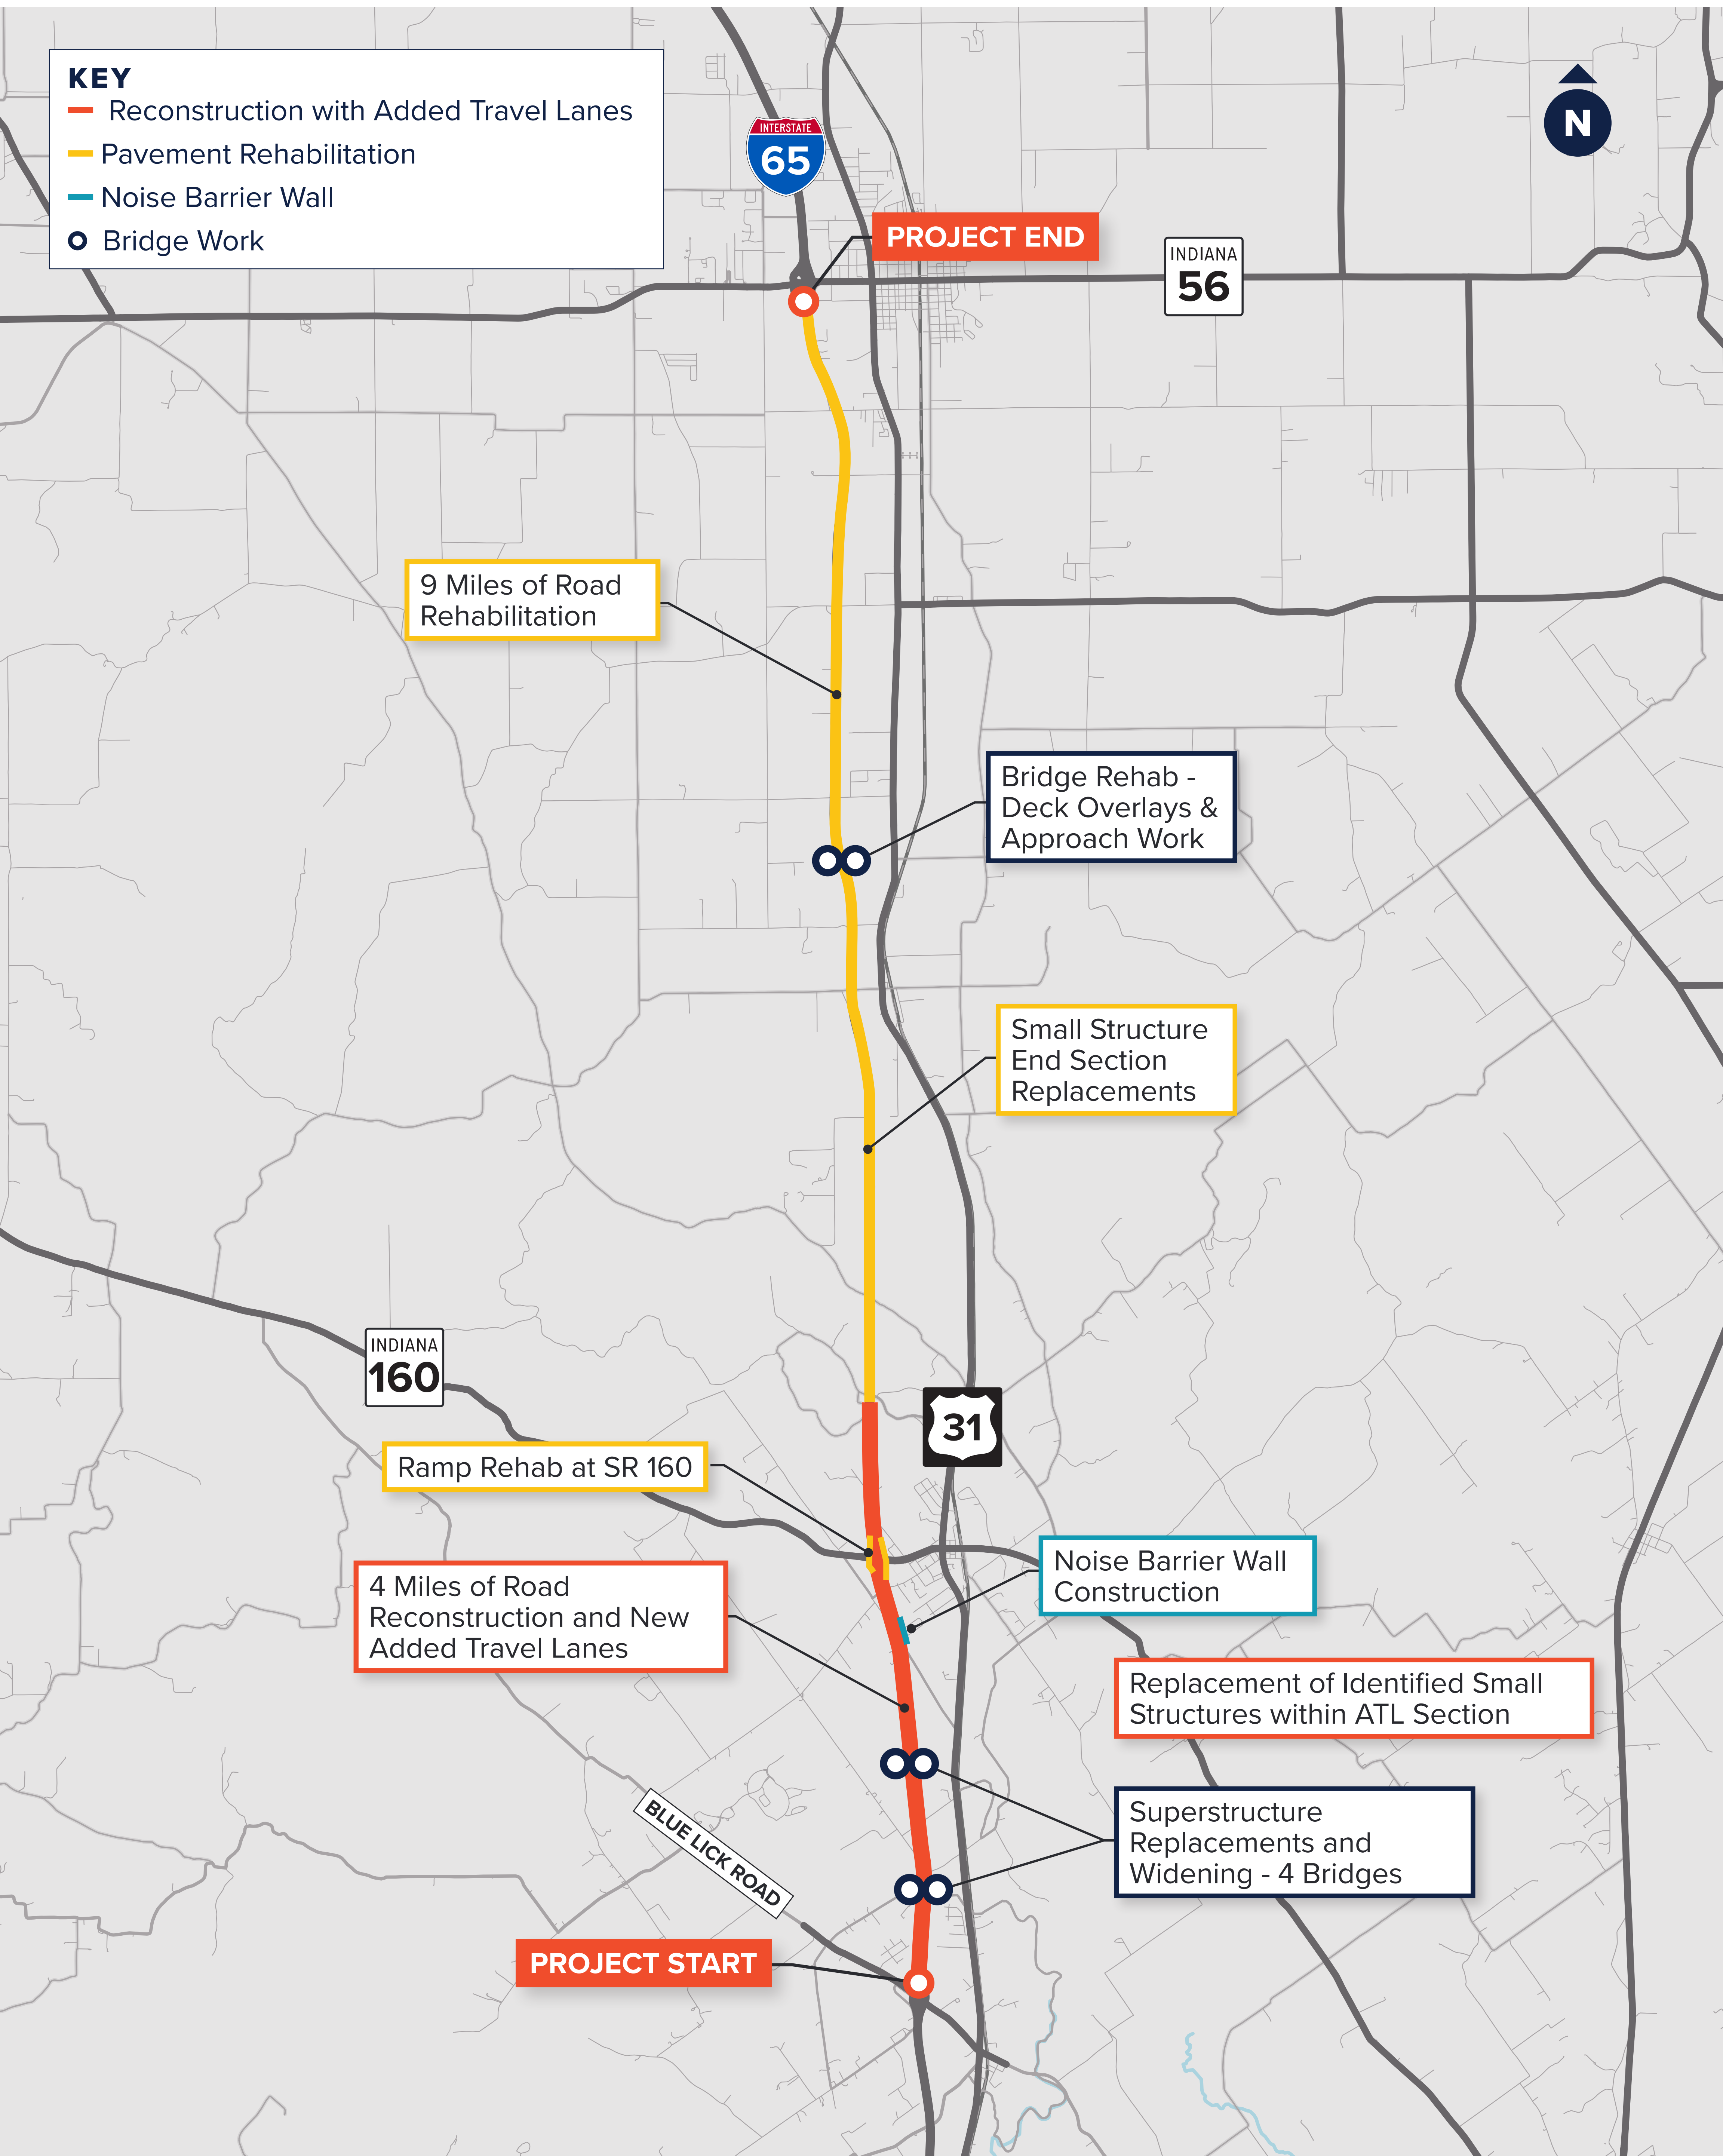 KEY
Reconstruction with Added Travel Lanes
Pavement Rehabilitation
Noise Barrier Wall
Bridge Work
N
INTERSTATE
65
PROJECT END
INDIANA
56
9 Miles of Road
Rehabilitation
Bridge Rehab -
Deck Overlays &
Approach Work
Small Structure
End Section
Replacements
INDIANA
160
31
Ramp Rehab at SR 160
Noise Barrier Wall
Construction
4 Miles of Road
Reconstruction and New
Added Travel Lanes
Replacement of Identified Small
Structures within ATL Section
Superstructure
Replacements and
Widening - 4 Bridges
BLUE LICK ROAD
PROJECT START